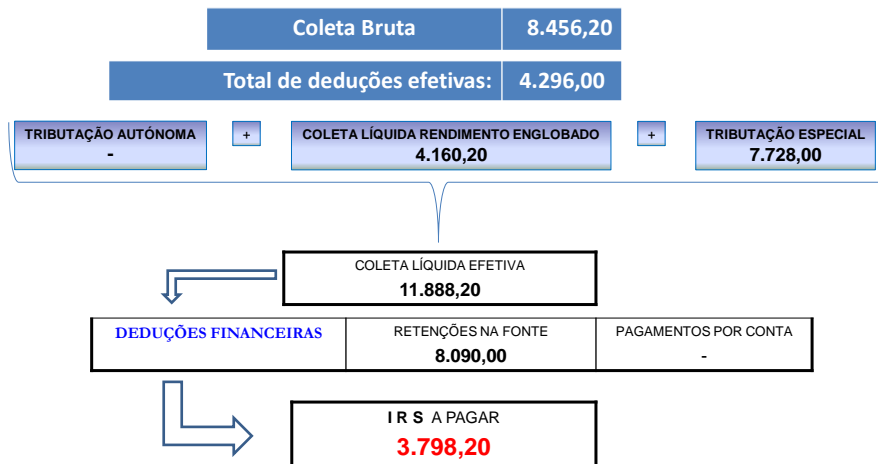 Coleta Bruta 8.456,20
Total de deduções efetivas: 4.296,00
TRIBUTAÇÃO AUTÓNOMA + COLETA LÍQUIDA RENDIMENTO ENGLOBADO + TRIBUTAÇÃO ESPECIAL
- 4.160,20 7.728,00
COLETA LÍQUIDA EFETIVA
11.888,20
DEDUÇÕES FINANCEIRAS RETENÇÕES NA FONTE PAGAMENTOS POR CONTA
8.090,00 -
I R S A PAGAR
3.798,20